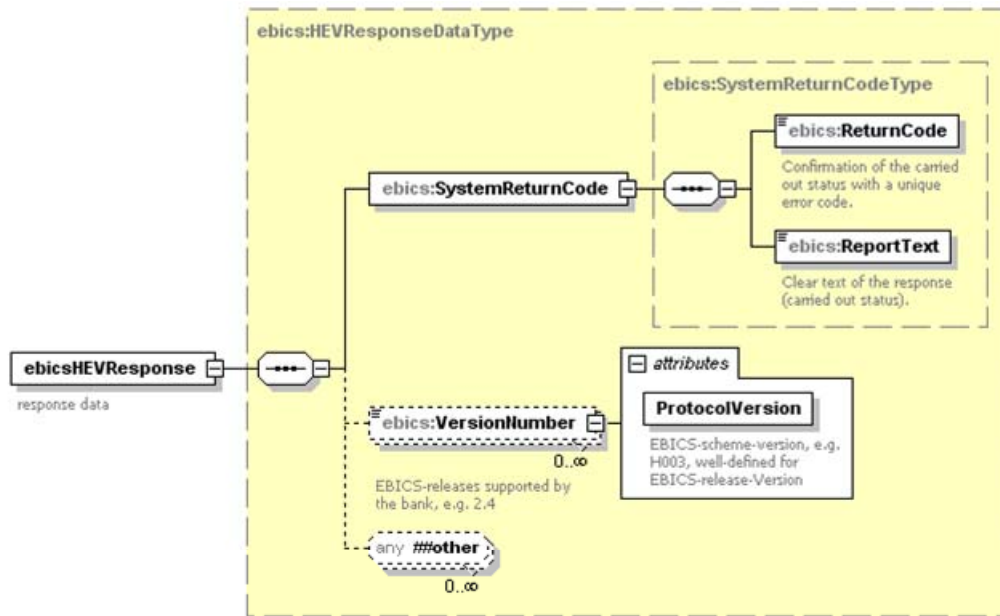 ebics:HEVResponseDataType
ebics:SystemReturnCodeType
ebics:ReturnCode
Confirmation of the carried
out status with a unique
error code.
ebics:SystemReturnCode
ebics:ReportText
Clear text of the response
(carried out status).
ebicsHEVResponse
response data
attributes
ProtocolVersion
EBICS-scheme-version, e.g.
H003, well-defined for
EBICS-release-Version
ebics:VersionNumber
0..∞
EBICS-releases supported by
the bank, e.g. 2.4
any ##other
0..∞